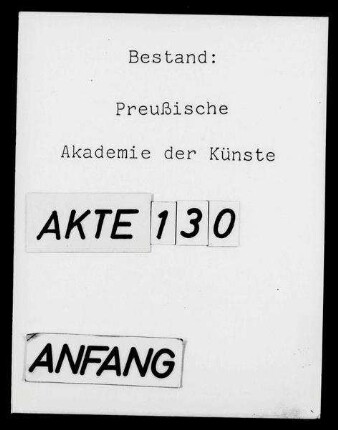 Bestand:
Preußische
Akademie der Künste
AKTE 130
ANFANG